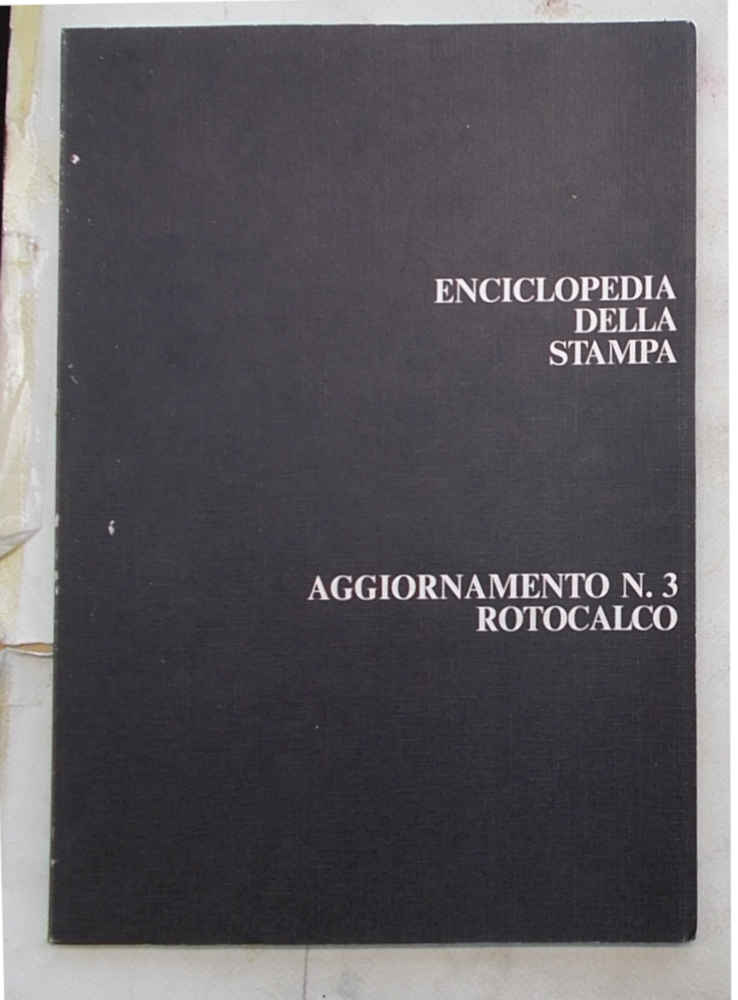 ENCICLOPEDIA
DELLA
STAMPA
AGGIORNAMENTO N. 3
ROTOCALCO